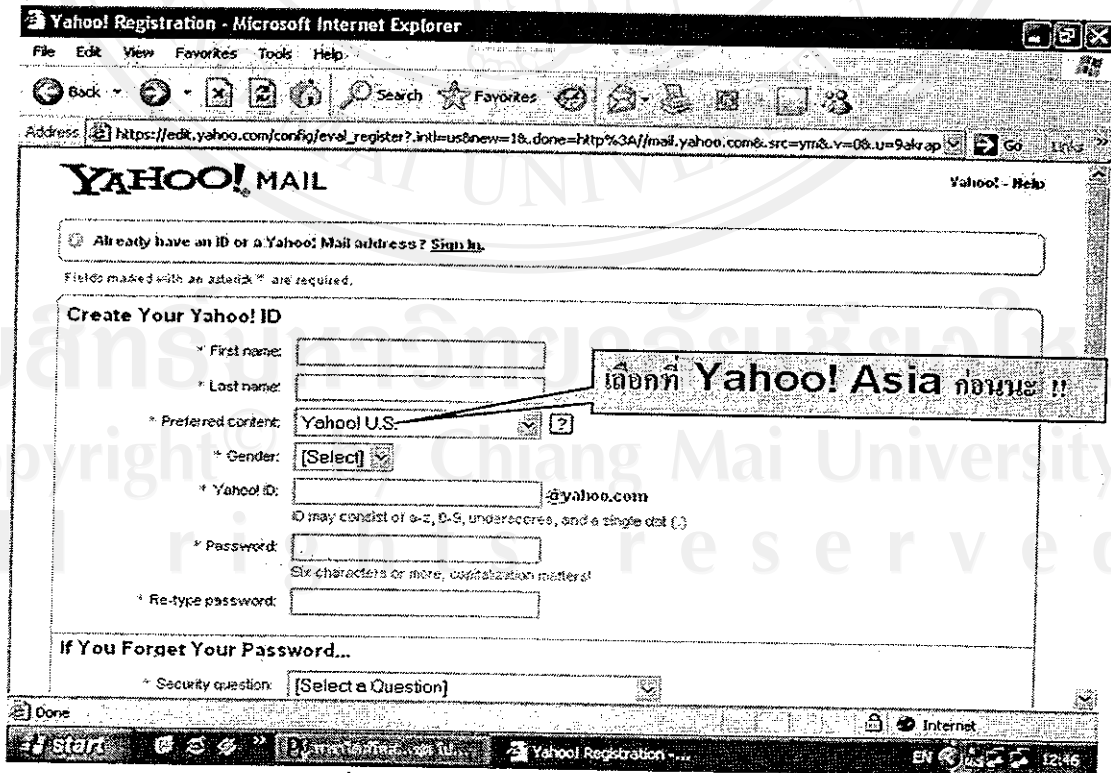 Yahoo! Registration - Microsoft Internet Explorer
File Edit View Favorites Tools Help
Back Search Favorites
Address https://edit.yahoo.com/config/eval_register?.intl=us&new=1&.done=http%3A//mail.yahoo.com&.src=ym&.v=0&.u=9akrap Go Links »
YAHOO! MAIL
Yahoo! - Help
Already have an ID or a Yahoo! Mail address? Sign In.
Fields marked with an asterisk * are required.
Create Your Yahoo! ID
* First name:
* Last name:
เลือกที่ Yahoo! Asia ก่อนนะ !!
* Preferred content: Yahoo! U.S. ?
* Gender: [Select]
* Yahoo! ID: @yahoo.com
ID may consist of a-z, 0-9, underscores, and a single dot (.)
* Password:
Six characters or more, capitalization matters!
* Re-type password:
If You Forget Your Password...
* Security question: [Select a Question]
Done Internet
start » Yahoo! Registration -... EN 12:46
Chiang Mai University
rights reserved